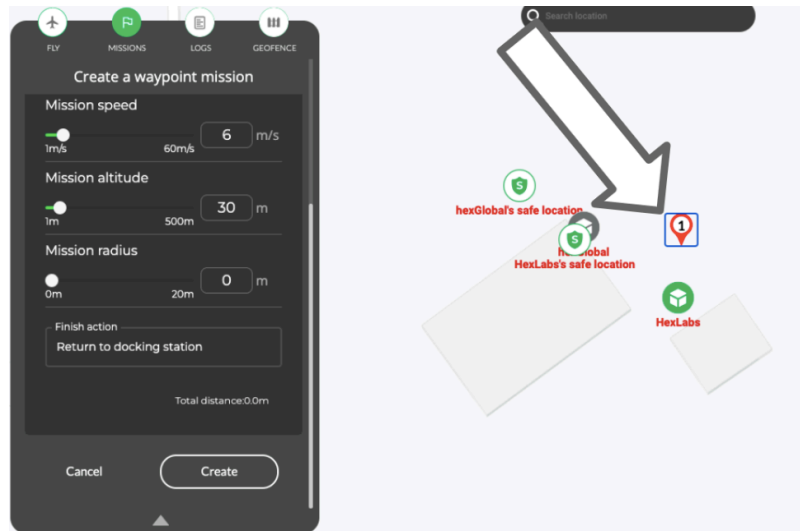 Search location
FLY
MISSIONS
LOGS
GEOFENCE
Create a waypoint mission
Mission speed
6 m/s
1m/s 60m/s
Mission altitude
30 m
1m 500m
Mission radius
0 m
0m 20m
Finish action
Return to docking station
Total distance:0.0m
Cancel
Create
S
hexGlobal's safe location
S
HexLabs's safe location
1
HexLabs